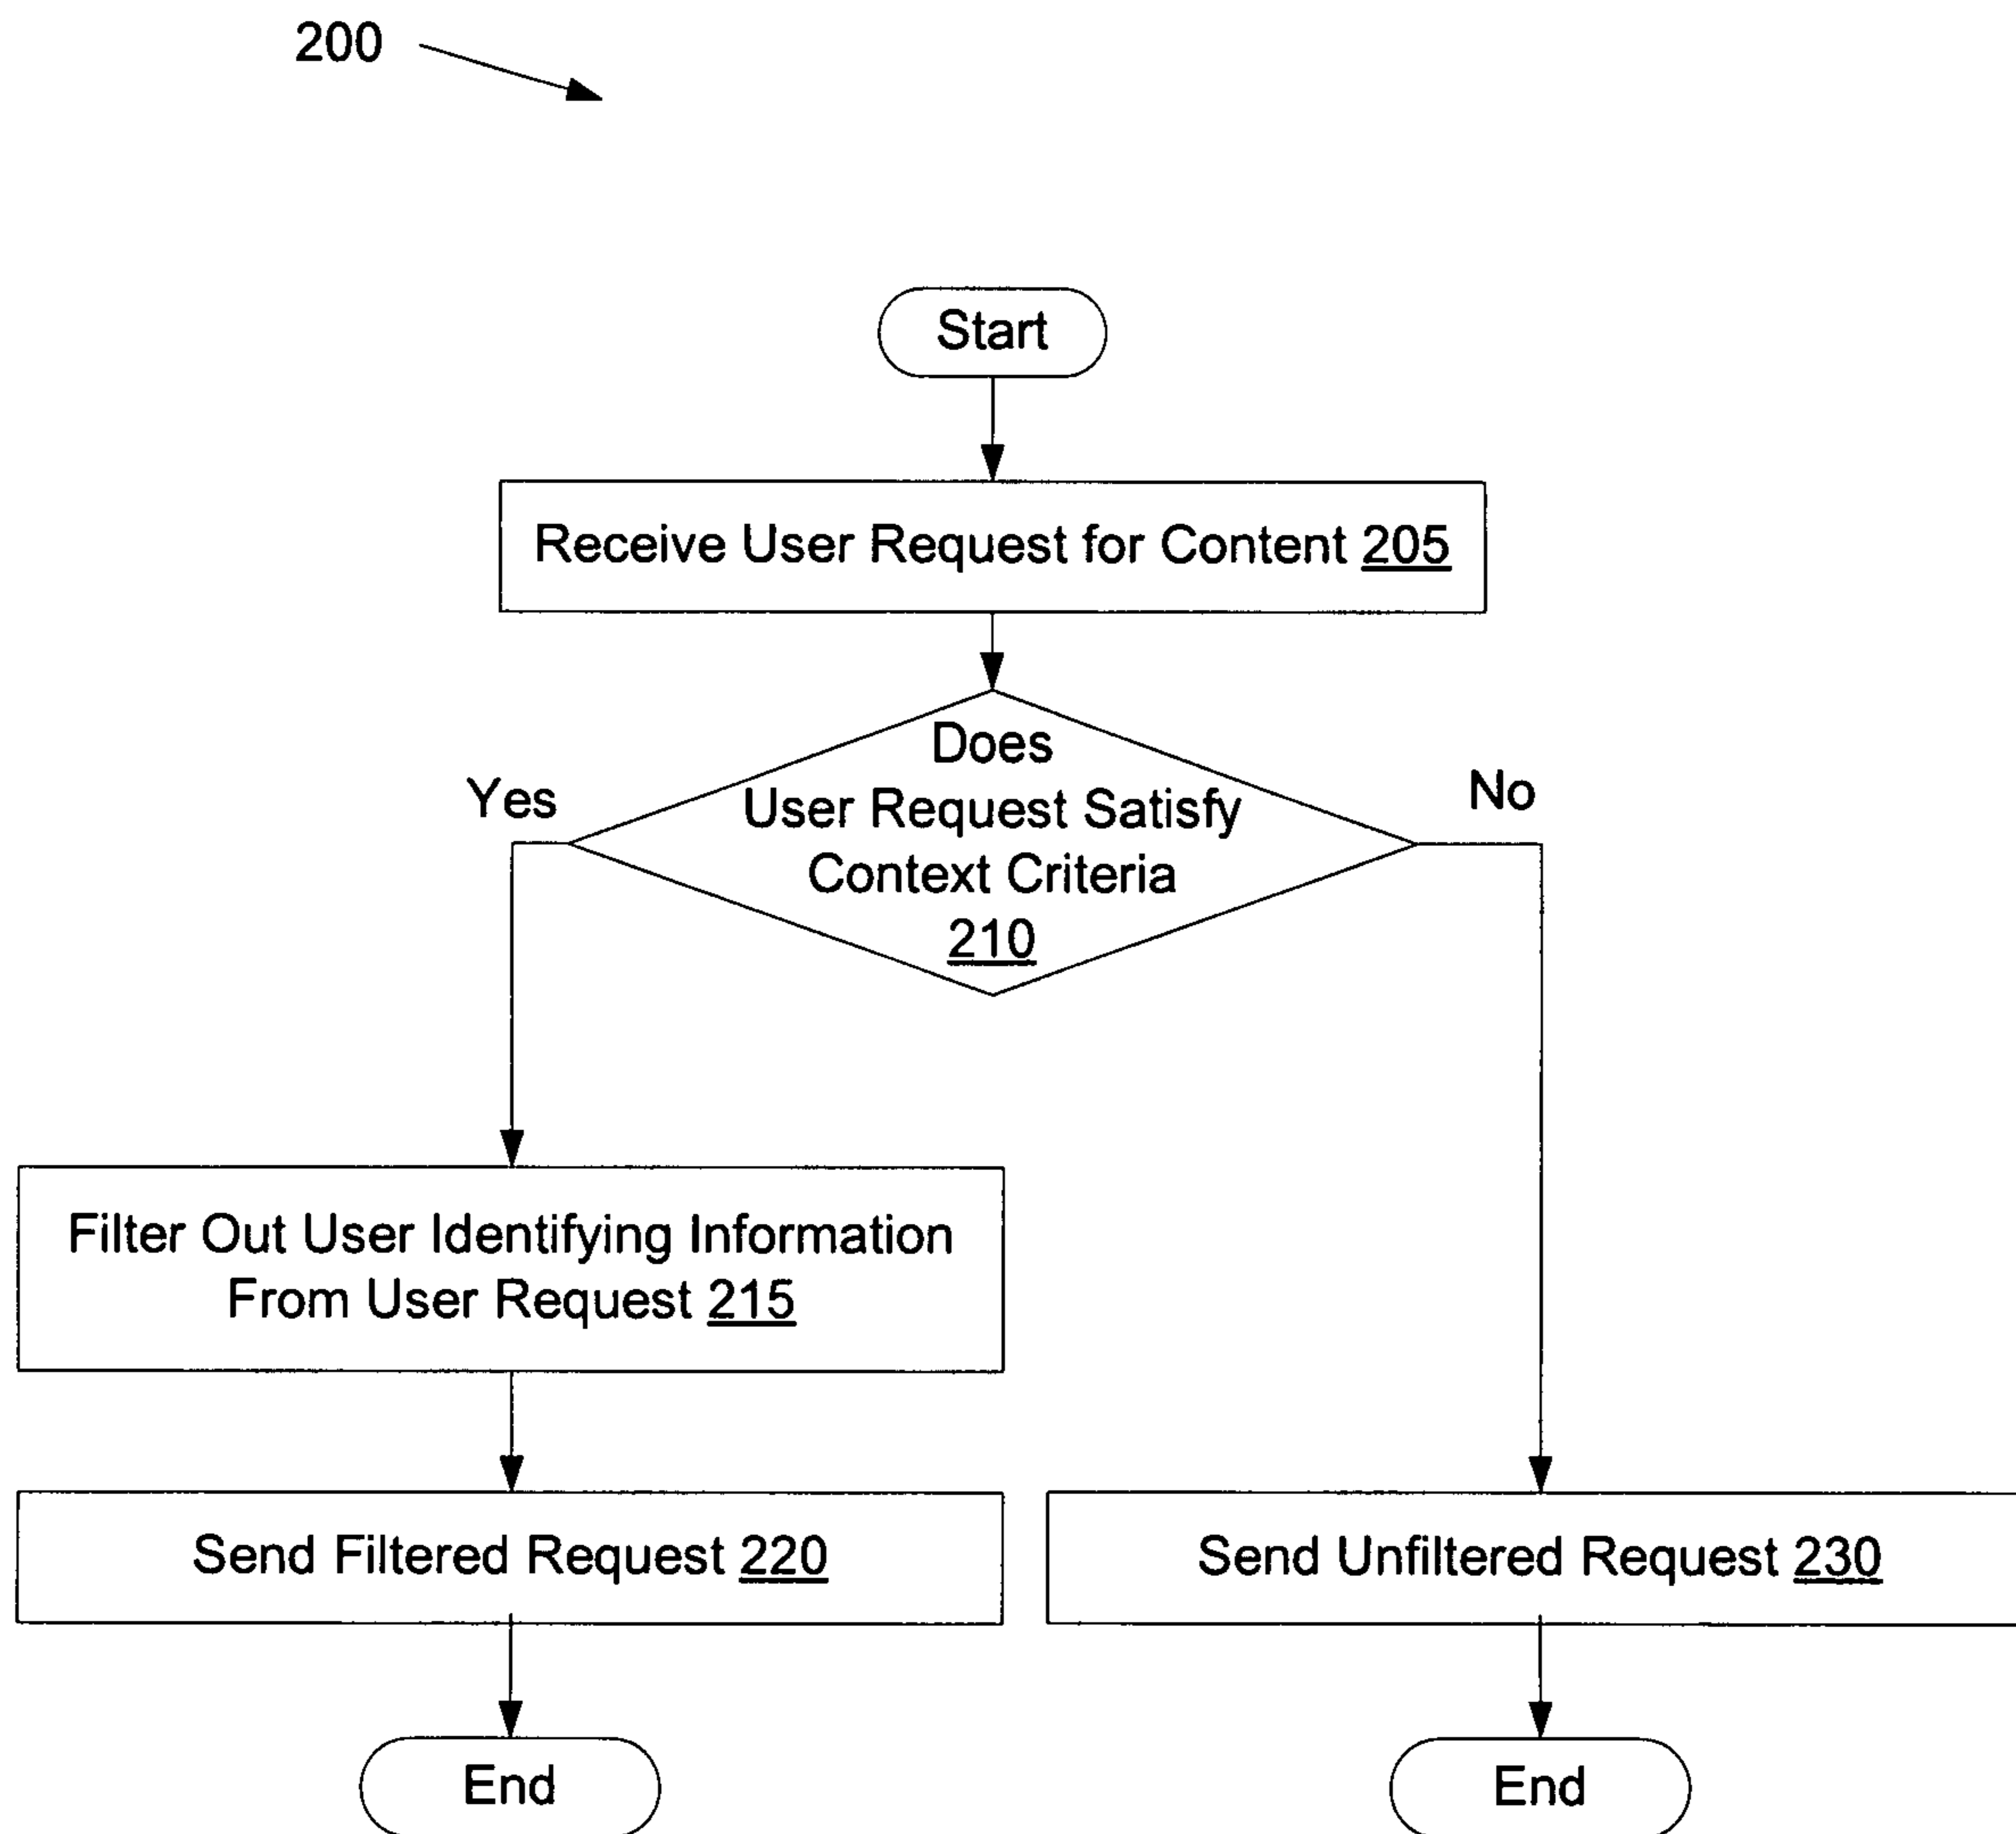 200
Start
Receive User Request for Content 205
Does
User Request Satisfy
Context Criteria
210
Yes
No
Filter Out User Identifying Information
From User Request 215
Send Filtered Request 220
Send Unfiltered Request 230
End
End